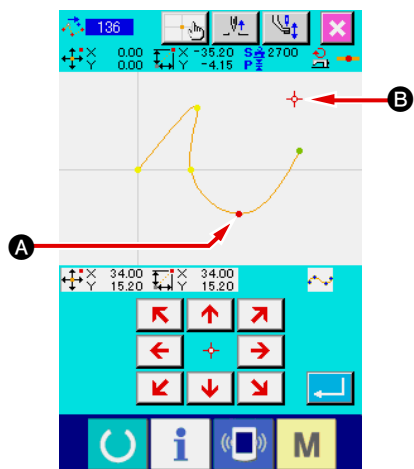 136
X 0.00 X -35.20 S 2700
Y 0.00 Y -4.15 P
B
A
X 34.00 X 34.00
Y 15.20 Y 15.20
i M